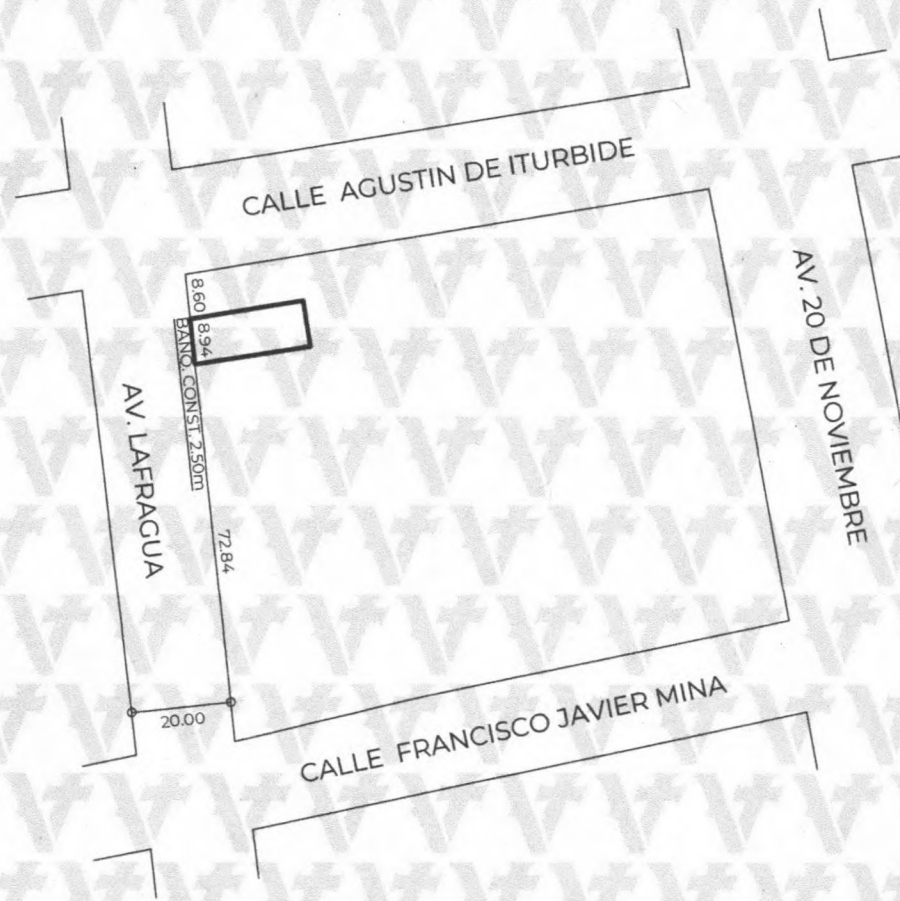 CALLE AGUSTIN DE ITURBIDE
8.60
8.94
BANQ. CONST. 2.50m
AV. LAFRAGUA
AV. 20 DE NOVIEMBRE
72.84
20.00
CALLE FRANCISCO JAVIER MINA